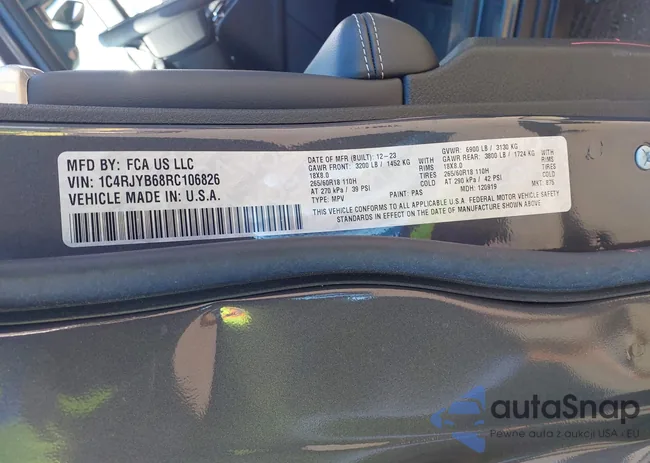 MFD BY: FCA US LLC
VIN: 1C4RJYB68RC106826
VEHICLE MADE IN: U.S.A.
DATE OF MFR (BUILT): 12-23
GAWR FRONT: 3200 LB / 1452 KG WITH
18X8.0 RIMS
265/60R18 110H TIRES
AT 270 kPa / 39 PSI COLD
TYPE: MPV PAINT: PAS
GVWR: 6900 LB / 3130 KG
GAWR REAR: 3800 LB / 1724 KG WITH
18X8.0 RIMS
265/60R18 110H TIRES
AT 290 kPa / 42 PSI COLD
MDH: 120919 MKT: 875
THIS VEHICLE CONFORMS TO ALL APPLICABLE U.S.A. FEDERAL MOTOR VEHICLE SAFETY
STANDARDS IN EFFECT ON THE DATE OF MANUFACTURE SHOWN ABOVE
autaSnap
Pewne auta z aukcji USA - EU